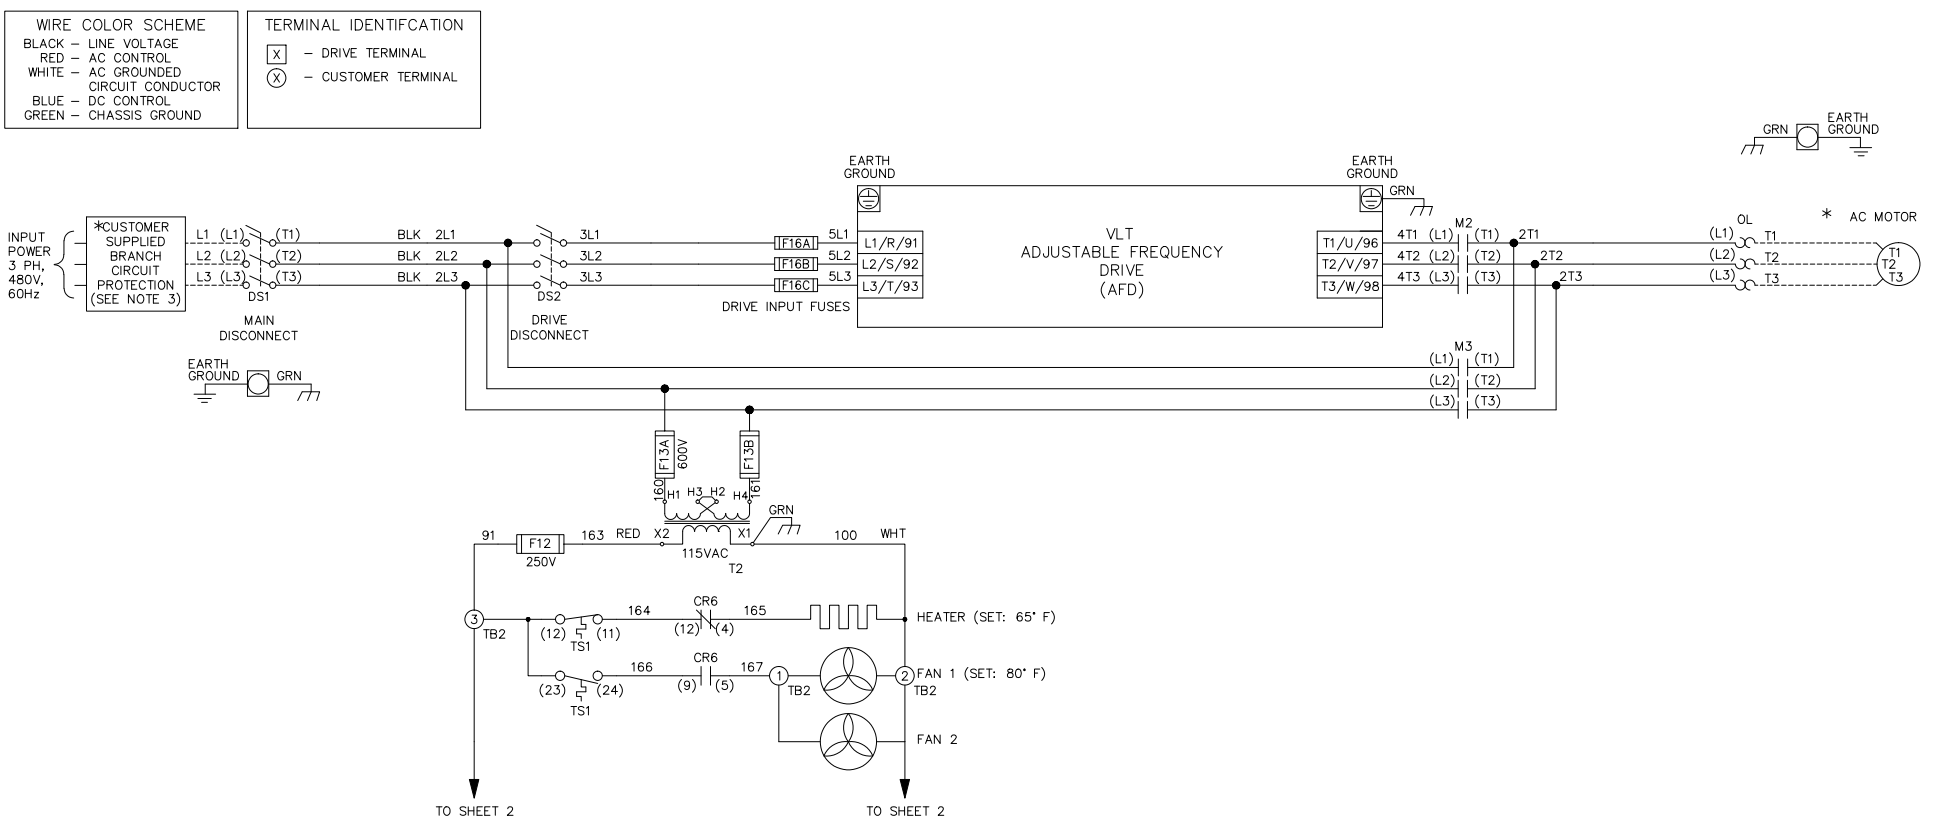 WIRE COLOR SCHEME
BLACK – LINE VOLTAGE
RED – AC CONTROL
WHITE – AC GROUNDED
CIRCUIT CONDUCTOR
BLUE – DC CONTROL
GREEN – CHASSIS GROUND
TERMINAL IDENTIFCATION
X – DRIVE TERMINAL
X – CUSTOMER TERMINAL
GRN
EARTH
GROUND
INPUT
POWER
3 PH,
480V,
60Hz
*CUSTOMER
SUPPLIED
BRANCH
CIRCUIT
PROTECTION
(SEE NOTE 3)
L1 (L1) (T1) BLK 2L1 3L1 F16A 5L1 L1/R/91
L2 (L2) (T2) BLK 2L2 3L2 F16B 5L2 L2/S/92
L3 (L3) (T3) BLK 2L3 3L3 F16C 5L3 L3/T/93
DS1
MAIN
DISCONNECT
DS2
DRIVE
DISCONNECT
DRIVE INPUT FUSES
EARTH
GROUND
VLT
ADJUSTABLE FREQUENCY
DRIVE
(AFD)
EARTH
GROUND
GRN
M2
T1/U/96 4T1 (L1) (T1) 2T1
T2/V/97 4T2 (L2) (T2) 2T2
T3/W/98 4T3 (L3) (T3) 2T3
OL
(L1) T1
(L2) T2
(L3) T3
* AC MOTOR
T1
T2
T3
EARTH
GROUND
GRN
M3
(L1) (T1)
(L2) (T2)
(L3) (T3)
F13A
600V
F13B
160
161
H1 H3 H2 H4
GRN
91 F12 163 RED X2 X1 100 WHT
250V
115VAC
T2
CR6
3 164 165 HEATER (SET: 65° F)
TB2 (12) (11) (12) (4)
TS1
CR6
166 167 1 2 FAN 1 (SET: 80° F)
(23) (24) (9) (5) TB2 TB2
TS1
FAN 2
TO SHEET 2
TO SHEET 2